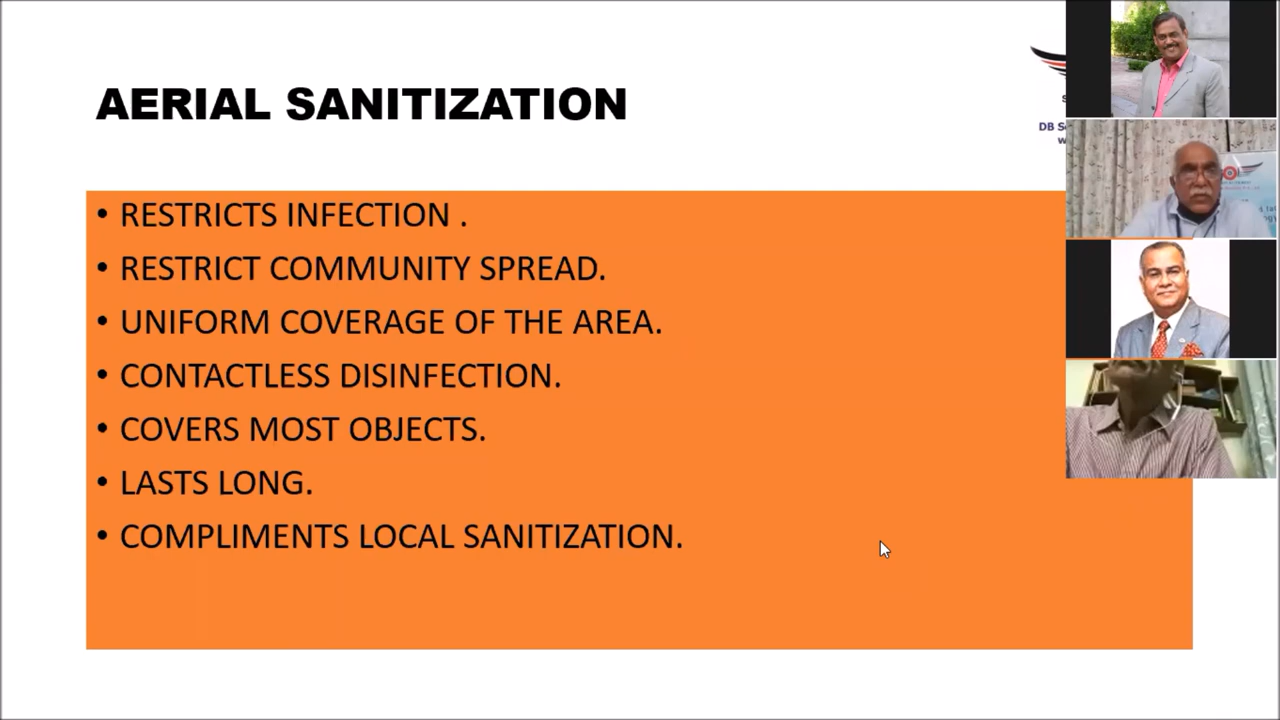 AERIAL SANITIZATION
DB
• RESTRICTS INFECTION .
• RESTRICT COMMUNITY SPREAD.
• UNIFORM COVERAGE OF THE AREA.
• CONTACTLESS DISINFECTION.
• COVERS MOST OBJECTS.
• LASTS LONG.
• COMPLIMENTS LOCAL SANITIZATION.